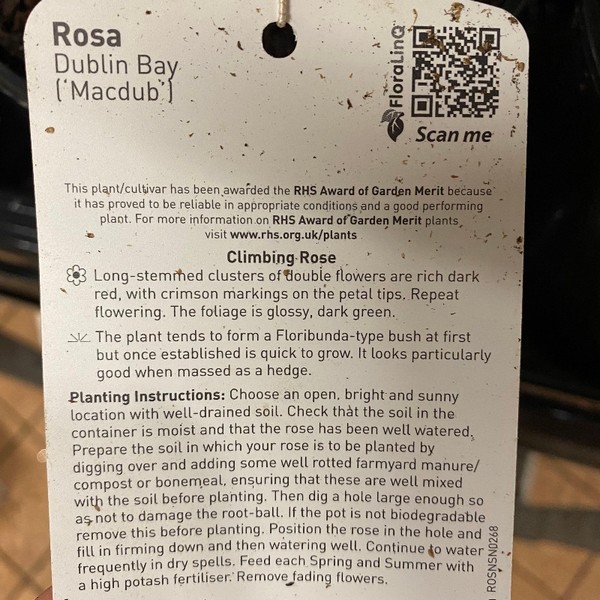 Rosa
Dublin Bay
('Macdub')
FloraLinQ
Scan me
This plant/cultivar has been awarded the RHS Award of Garden Merit because
it has proved to be reliable in appropriate conditions and a good performing
plant. For more information on RHS Award of Garden Merit plants,
visit www.rhs.org.uk/plants
Climbing Rose
Long-stemmed clusters of double flowers are rich dark
red, with crimson markings on the petal tips. Repeat
flowering. The foliage is glossy, dark green.
The plant tends to form a Floribunda-type bush at first
but once established is quick to grow. It looks particularly
good when massed as a hedge.
Planting Instructions: Choose an open, bright and sunny
location with well-drained soil. Check that the soil in the
container is moist and that the rose has been well watered.
Prepare the soil in which your rose is to be planted by
digging over and adding some well rotted farmyard manure/
compost or bonemeal, ensuring that these are well mixed
with the soil before planting. Then dig a hole large enough so
as not to damage the root-ball. If the pot is not biodegradable
remove this before planting. Position the rose in the hole and
fill in firming down and then watering well. Continue to water
frequently in dry spells. Feed each Spring and Summer with
a high potash fertiliser. Remove fading flowers.
ROSNSN0268